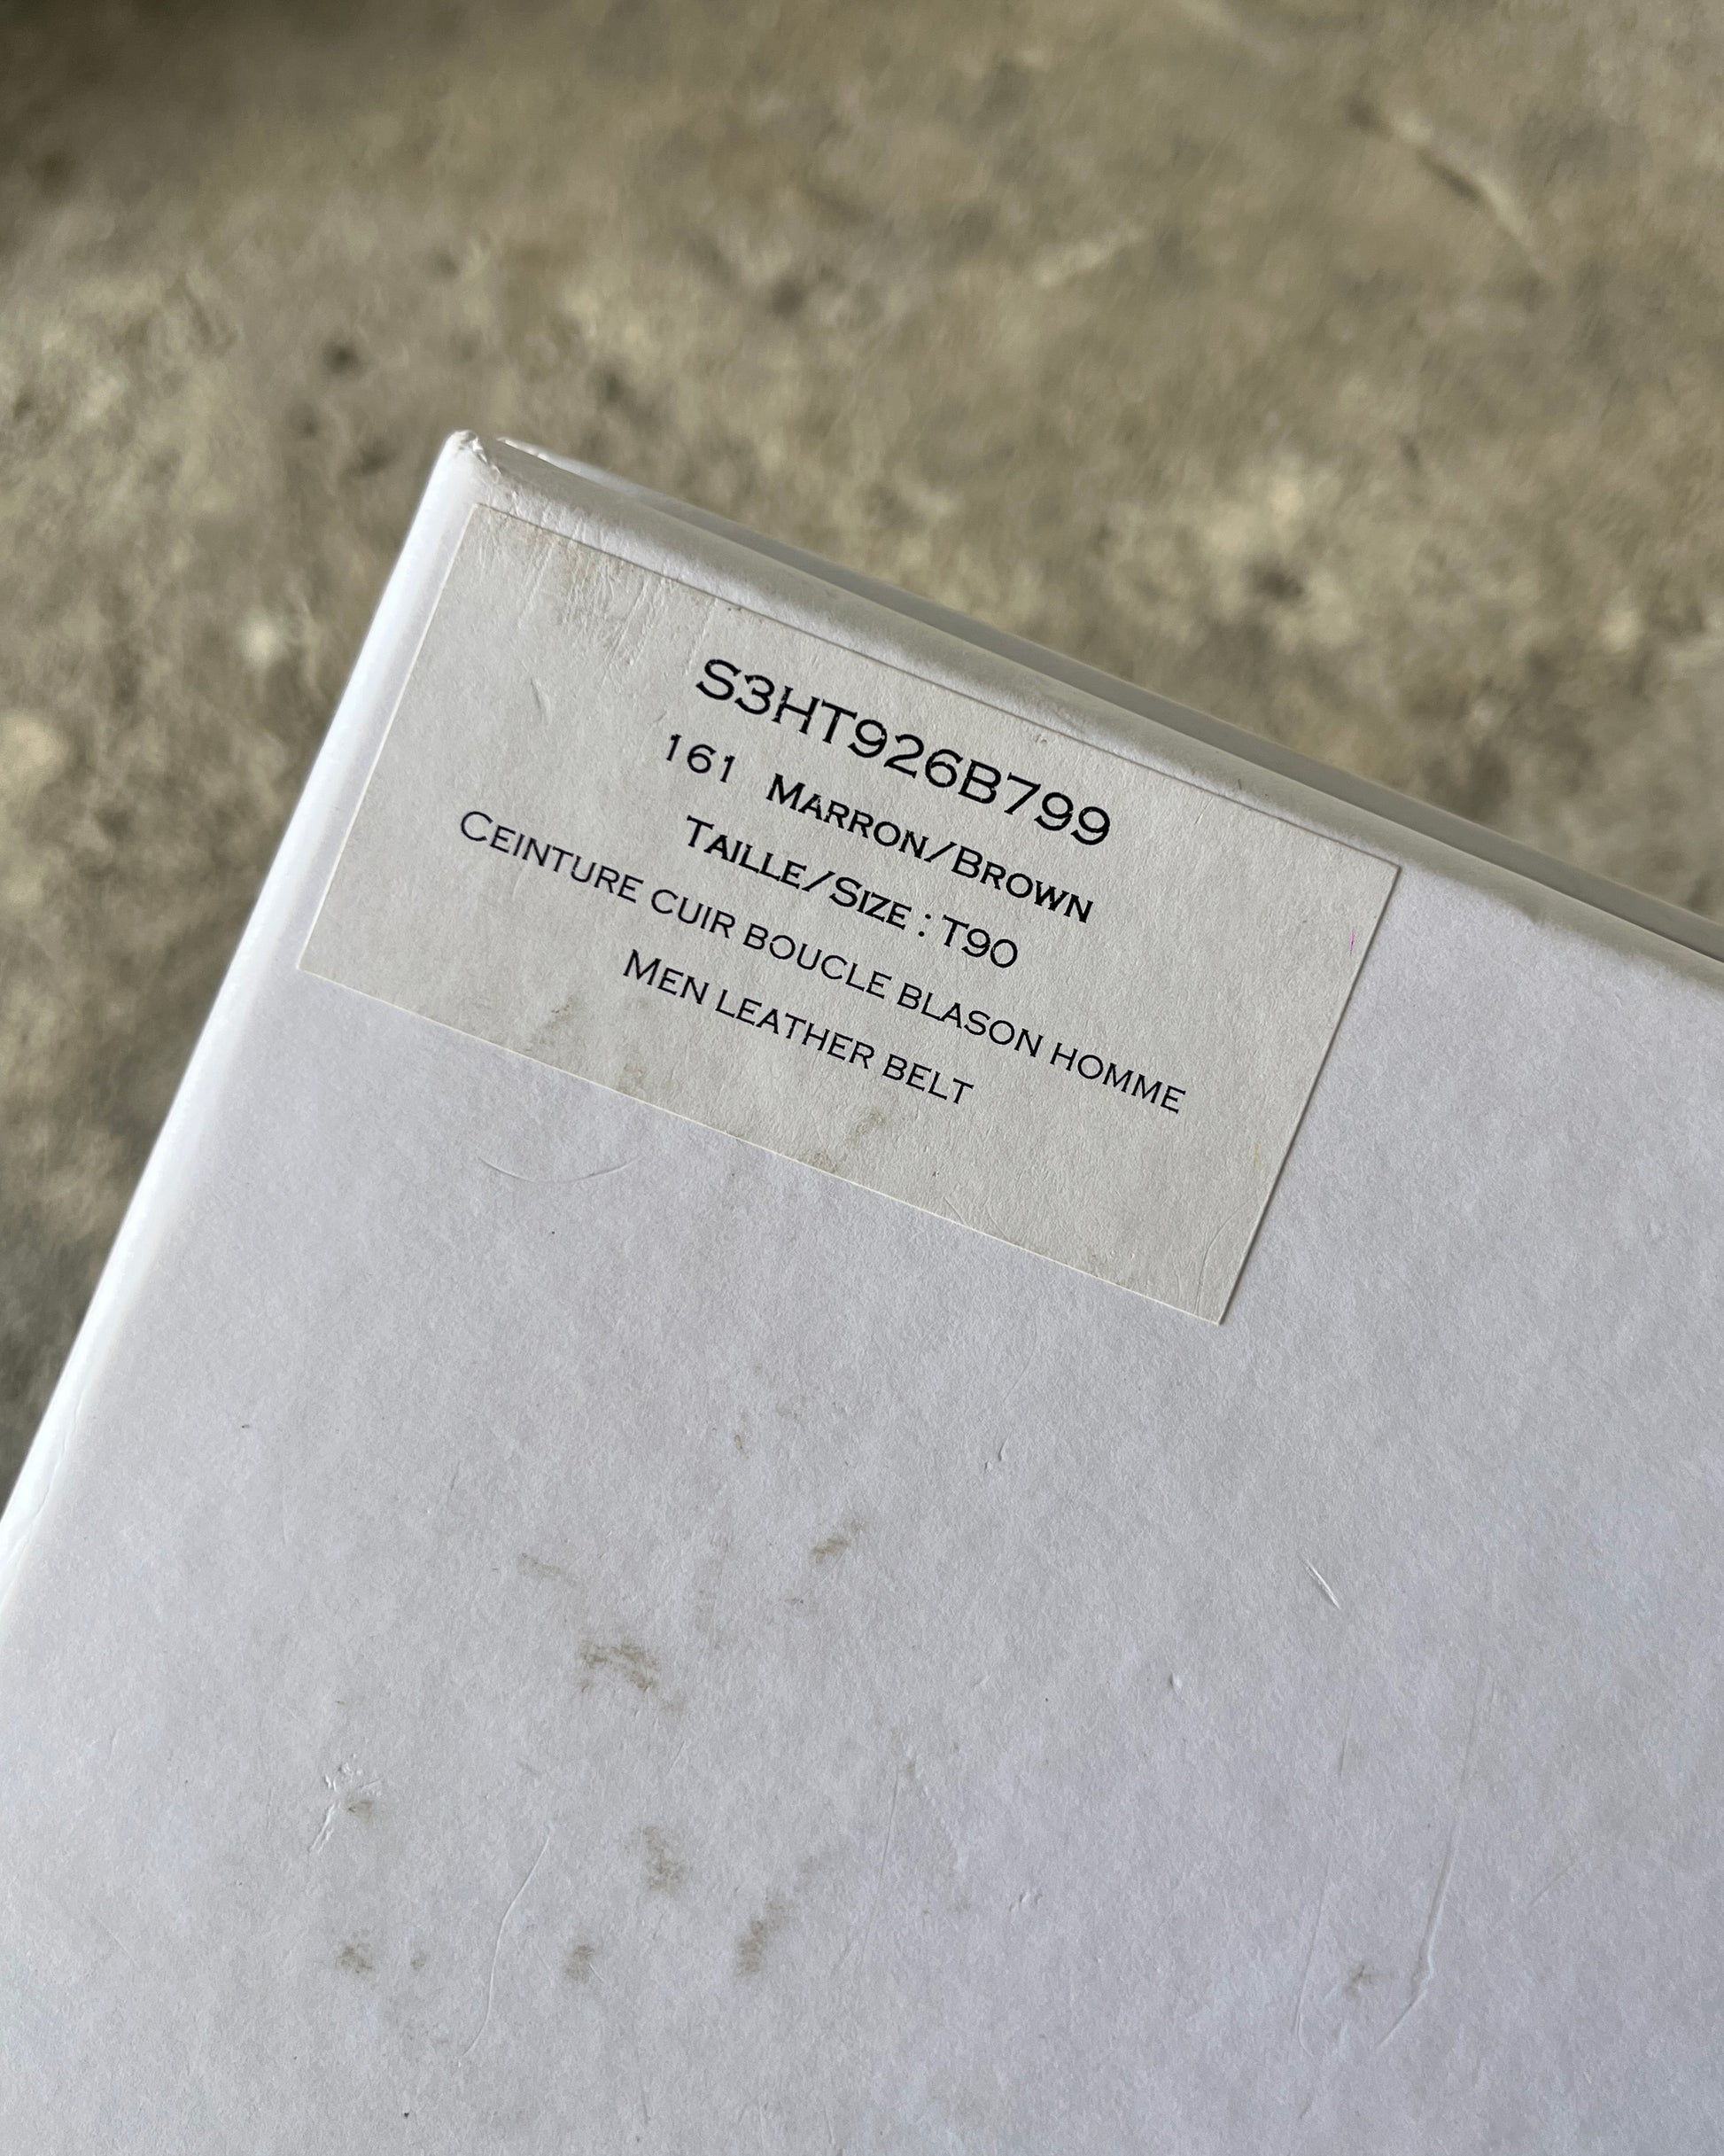 S3HT926B799
161 MARRON/BROWN
TAILLE/SIZE : T90
CEINTURE CUIR BOUCLE BLASON HOMME
MEN LEATHER BELT